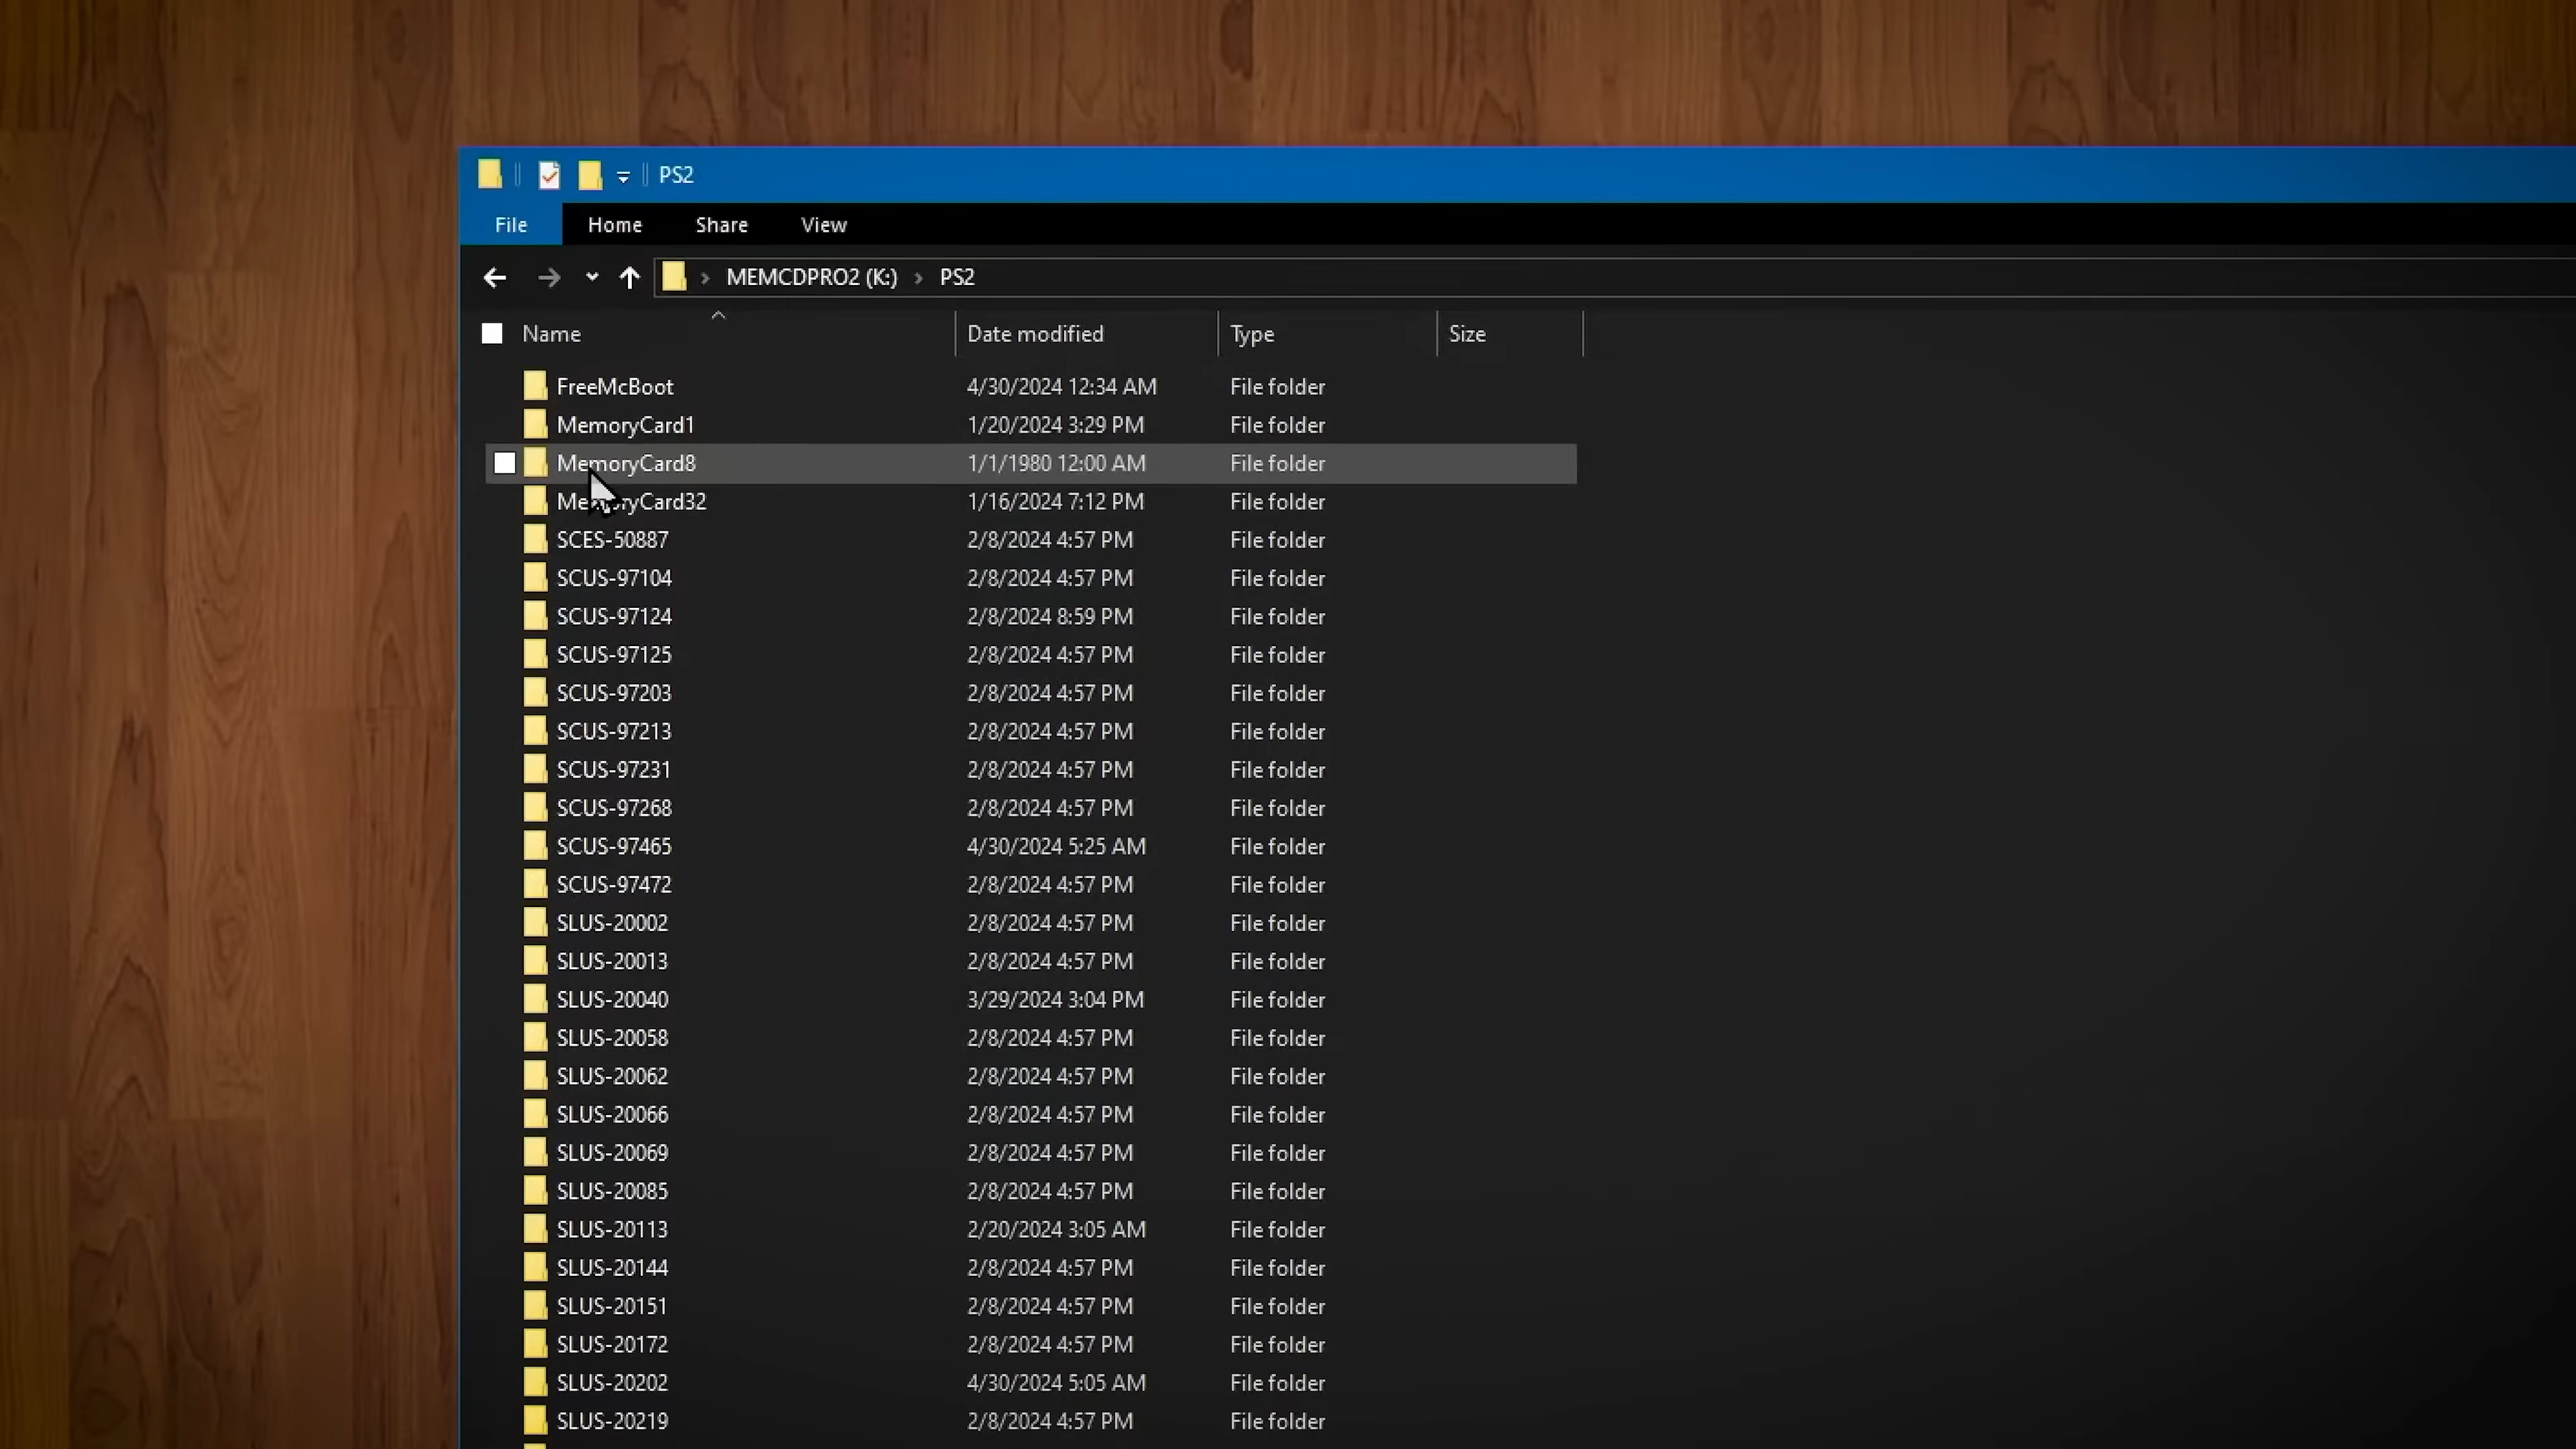 PS2
File Home Share View
MEMCDPRO2 (K:) PS2
Name Date modified Type Size
FreeMcBoot 4/30/2024 12:34 AM File folder
MemoryCard1 1/20/2024 3:29 PM File folder
MemoryCard8 1/1/1980 12:00 AM File folder
MemoryCard32 1/16/2024 7:12 PM File folder
SCES-50887 2/8/2024 4:57 PM File folder
SCUS-97104 2/8/2024 4:57 PM File folder
SCUS-97124 2/8/2024 8:59 PM File folder
SCUS-97125 2/8/2024 4:57 PM File folder
SCUS-97203 2/8/2024 4:57 PM File folder
SCUS-97213 2/8/2024 4:57 PM File folder
SCUS-97231 2/8/2024 4:57 PM File folder
SCUS-97268 2/8/2024 4:57 PM File folder
SCUS-97465 4/30/2024 5:25 AM File folder
SCUS-97472 2/8/2024 4:57 PM File folder
SLUS-20002 2/8/2024 4:57 PM File folder
SLUS-20013 2/8/2024 4:57 PM File folder
SLUS-20040 3/29/2024 3:04 PM File folder
SLUS-20058 2/8/2024 4:57 PM File folder
SLUS-20062 2/8/2024 4:57 PM File folder
SLUS-20066 2/8/2024 4:57 PM File folder
SLUS-20069 2/8/2024 4:57 PM File folder
SLUS-20085 2/8/2024 4:57 PM File folder
SLUS-20113 2/20/2024 3:05 AM File folder
SLUS-20144 2/8/2024 4:57 PM File folder
SLUS-20151 2/8/2024 4:57 PM File folder
SLUS-20172 2/8/2024 4:57 PM File folder
SLUS-20202 4/30/2024 5:05 AM File folder
SLUS-20219 2/8/2024 4:57 PM File folder